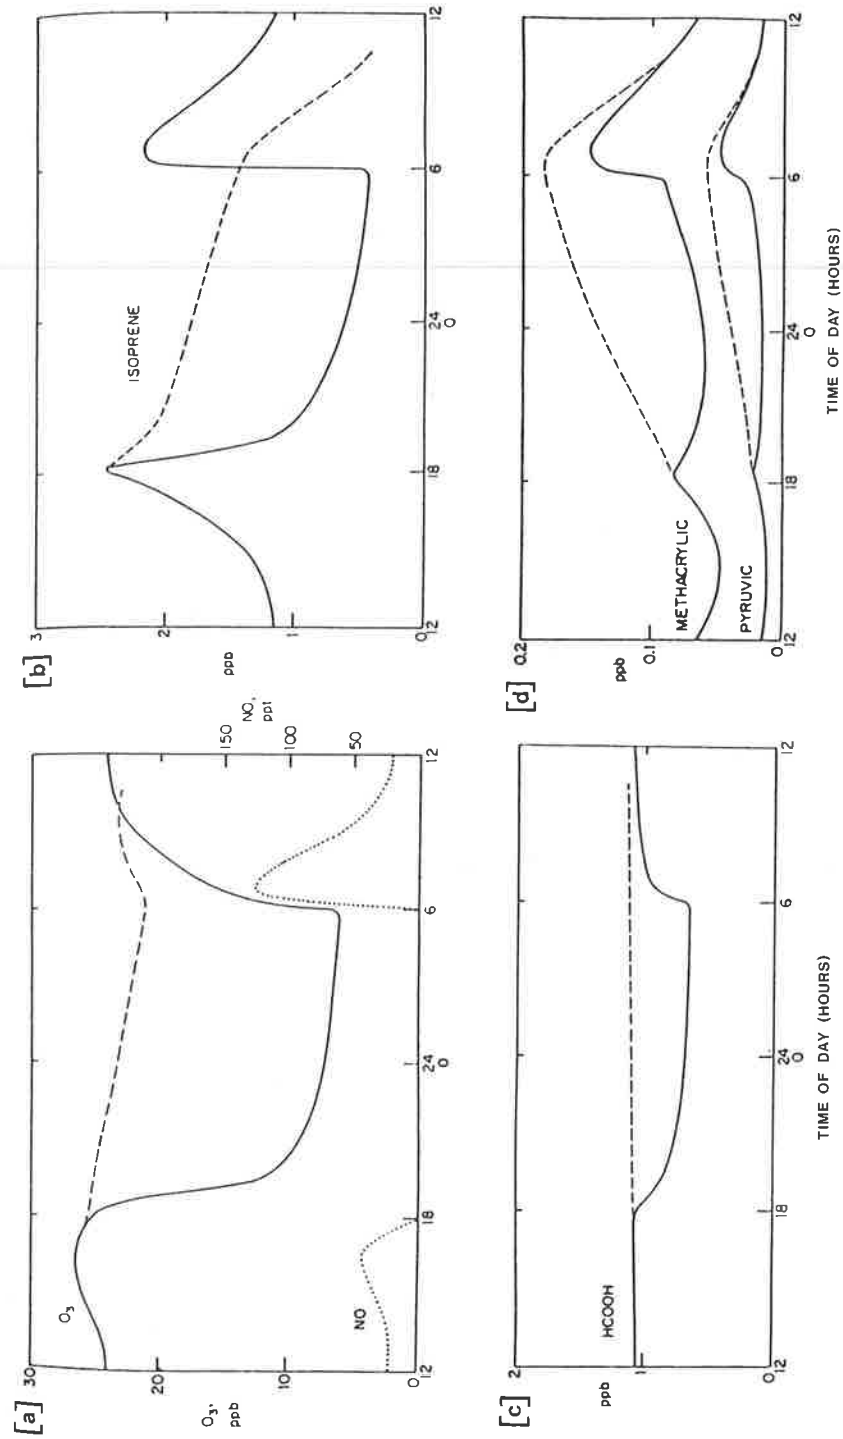 [a]
30
20
10
0
O₃,
ppb
O₃
NO
150
100
50
NO,
ppt
12
18
24
0
6
12
[b]
3
2
1
0
ppb
ISOPRENE
12
18
24
0
6
12
[c]
2
1
0
ppb
HCOOH
12
18
24
0
6
12
TIME OF DAY (HOURS)
[d]
0.2
0.1
0
ppb
METHACRYLIC
PYRUVIC
12
18
24
0
6
12
TIME OF DAY (HOURS)